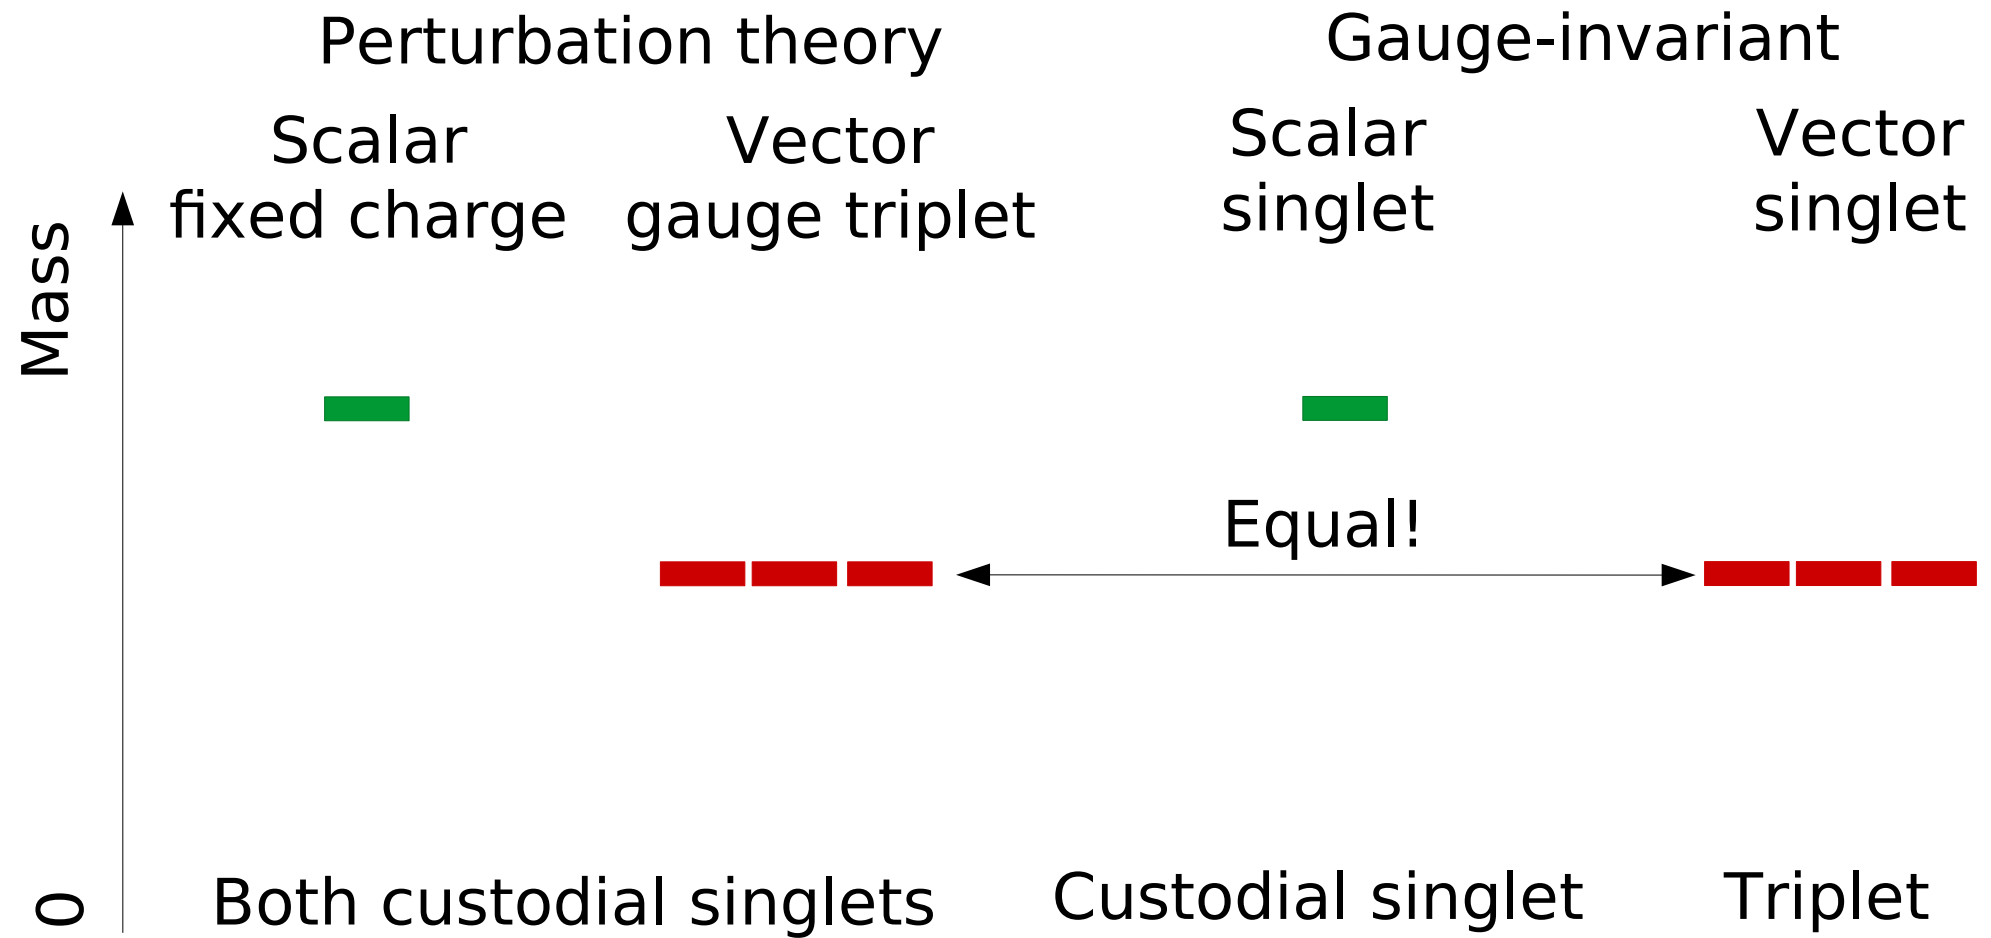 Perturbation theory
Gauge-invariant
Scalar
fixed charge
Vector
gauge triplet
Scalar
singlet
Vector
singlet
Mass
Equal!
0
Both custodial singlets
Custodial singlet
Triplet